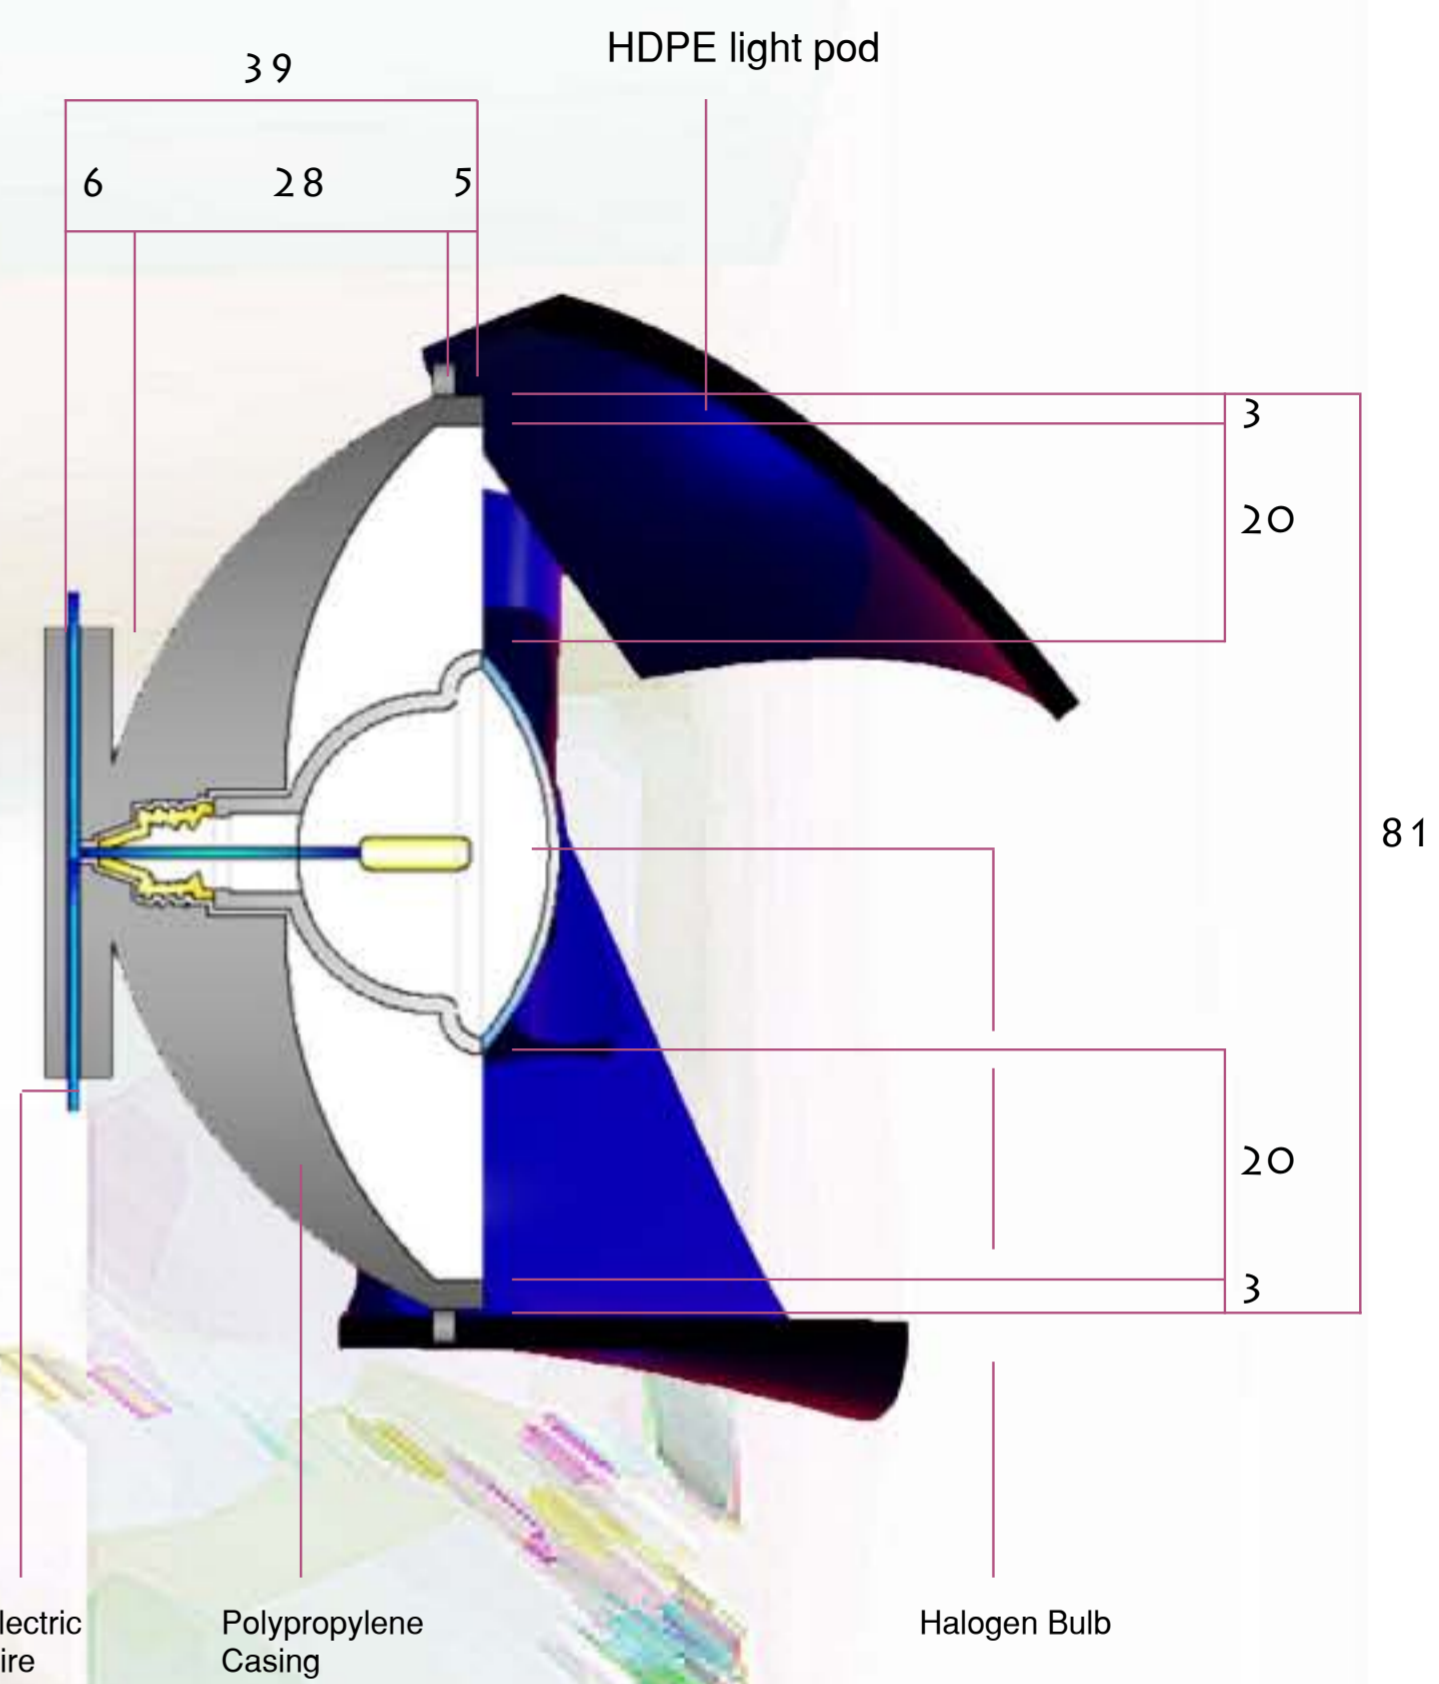 HDPE light pod
39
6 28 5
3
20
81
20
3
lectric
ire
Polypropylene
Casing
Halogen Bulb